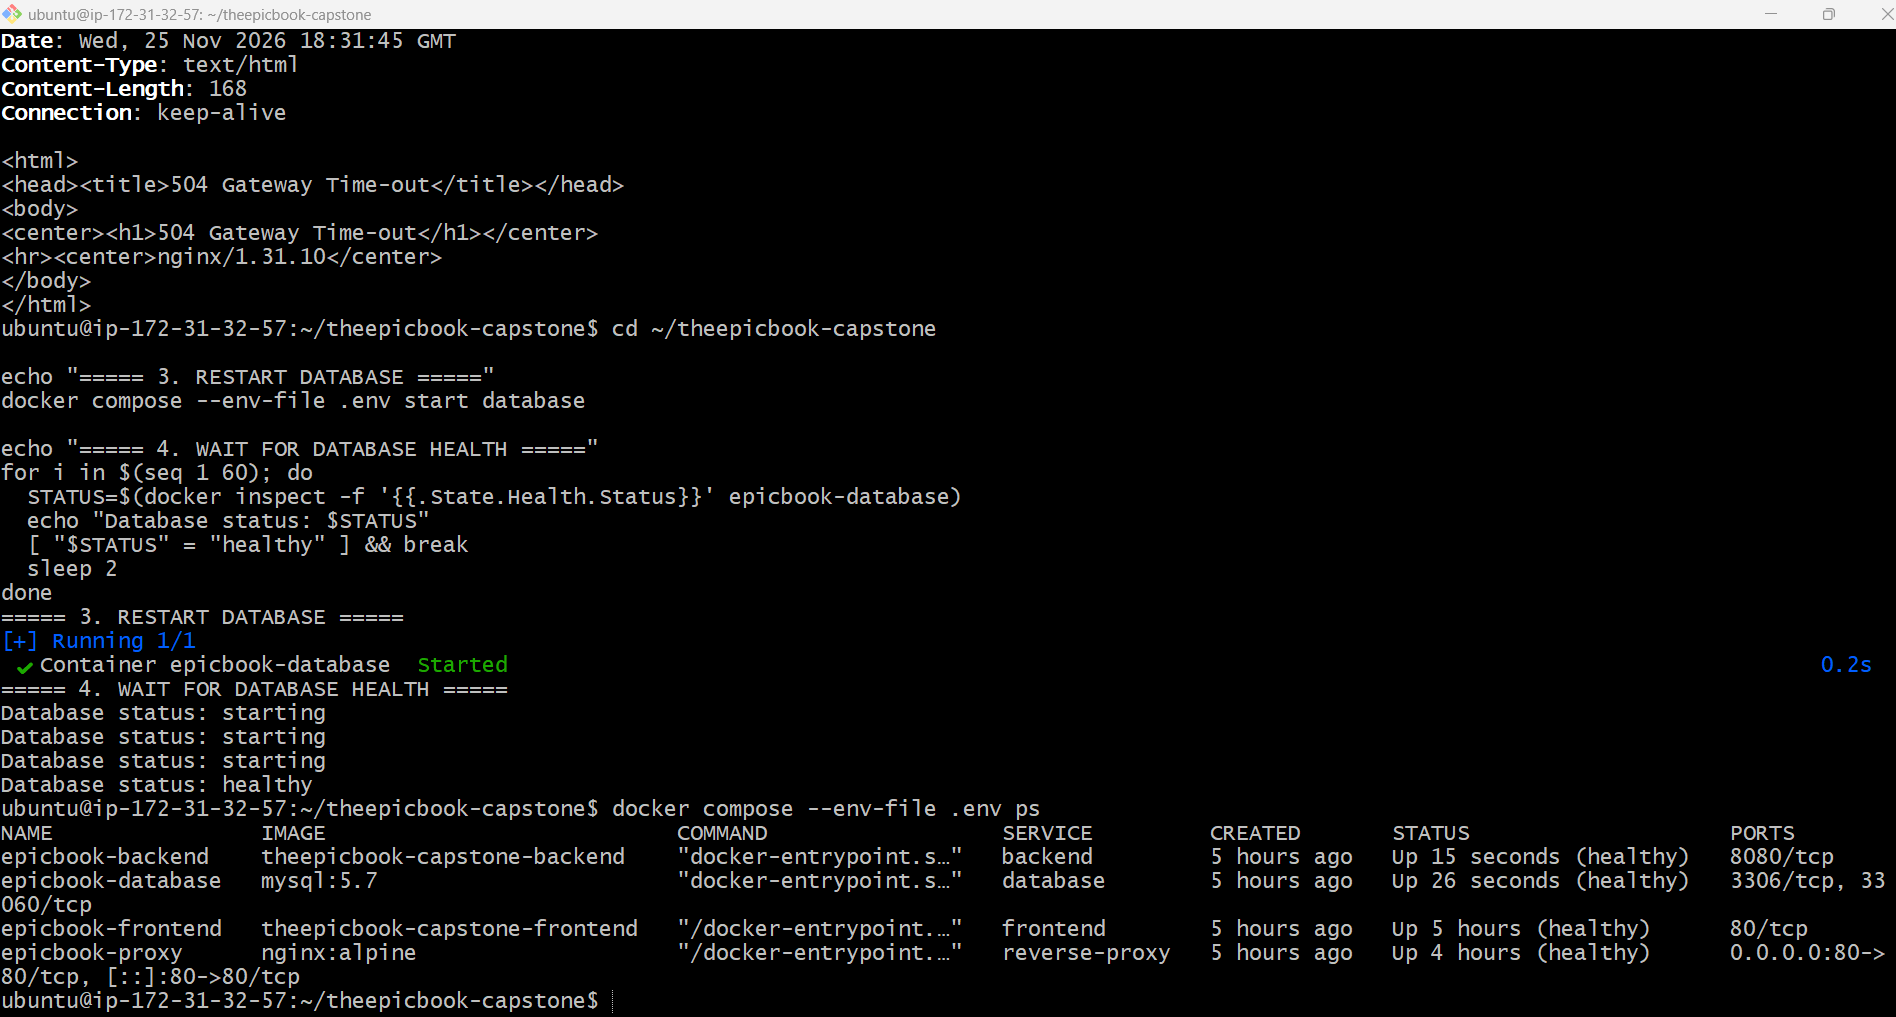 ubuntu@ip-172-31-32-57: ~/theepicbook-capstone
Date: Wed, 25 Nov 2026 18:31:45 GMT
Content-Type: text/html
Content-Length: 168
Connection: keep-alive
<html>
<head><title>504 Gateway Time-out</title></head>
<body>
<center><h1>504 Gateway Time-out</h1></center>
<hr><center>nginx/1.31.10</center>
</body>
</html>
ubuntu@ip-172-31-32-57:~/theepicbook-capstone$ cd ~/theepicbook-capstone
echo "===== 3. RESTART DATABASE ====="
docker compose --env-file .env start database
echo "===== 4. WAIT FOR DATABASE HEALTH ====="
for i in $(seq 1 60); do
  STATUS=$(docker inspect -f '{{.State.Health.Status}}' epicbook-database)
  echo "Database status: $STATUS"
  [ "$STATUS" = "healthy" ] && break
  sleep 2
done
===== 3. RESTART DATABASE =====
[+] Running 1/1
 ✔ Container epicbook-database  Started 0.2s
===== 4. WAIT FOR DATABASE HEALTH =====
Database status: starting
Database status: starting
Database status: starting
Database status: healthy
ubuntu@ip-172-31-32-57:~/theepicbook-capstone$ docker compose --env-file .env ps
NAME                IMAGE                           COMMAND                  SERVICE         CREATED       STATUS                    PORTS
epicbook-backend    theepicbook-capstone-backend    "docker-entrypoint.s…"   backend         5 hours ago   Up 15 seconds (healthy)   8080/tcp
epicbook-database   mysql:5.7                       "docker-entrypoint.s…"   database        5 hours ago   Up 26 seconds (healthy)   3306/tcp, 33
060/tcp
epicbook-frontend   theepicbook-capstone-frontend   "/docker-entrypoint.…"   frontend        5 hours ago   Up 5 hours (healthy)      80/tcp
epicbook-proxy      nginx:alpine                    "/docker-entrypoint.…"   reverse-proxy   5 hours ago   Up 4 hours (healthy)      0.0.0.0:80->
80/tcp, [::]:80->80/tcp
ubuntu@ip-172-31-32-57:~/theepicbook-capstone$